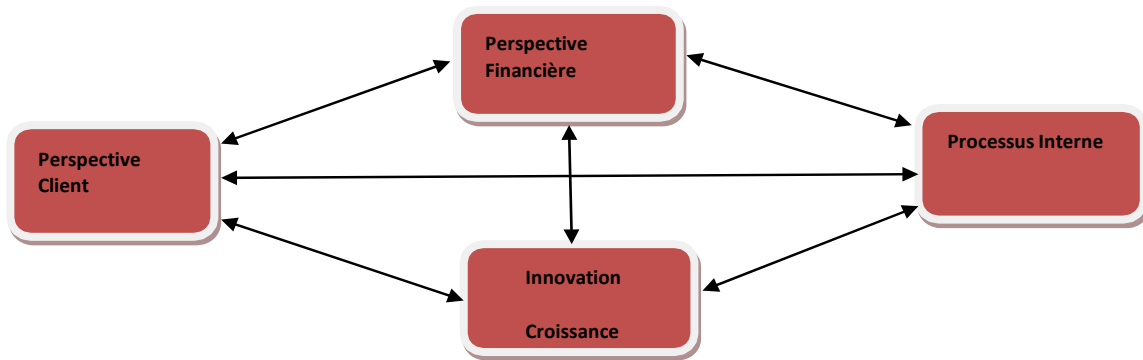 Perspective
Financière
Perspective
Client
Processus Interne
Innovation
Croissance